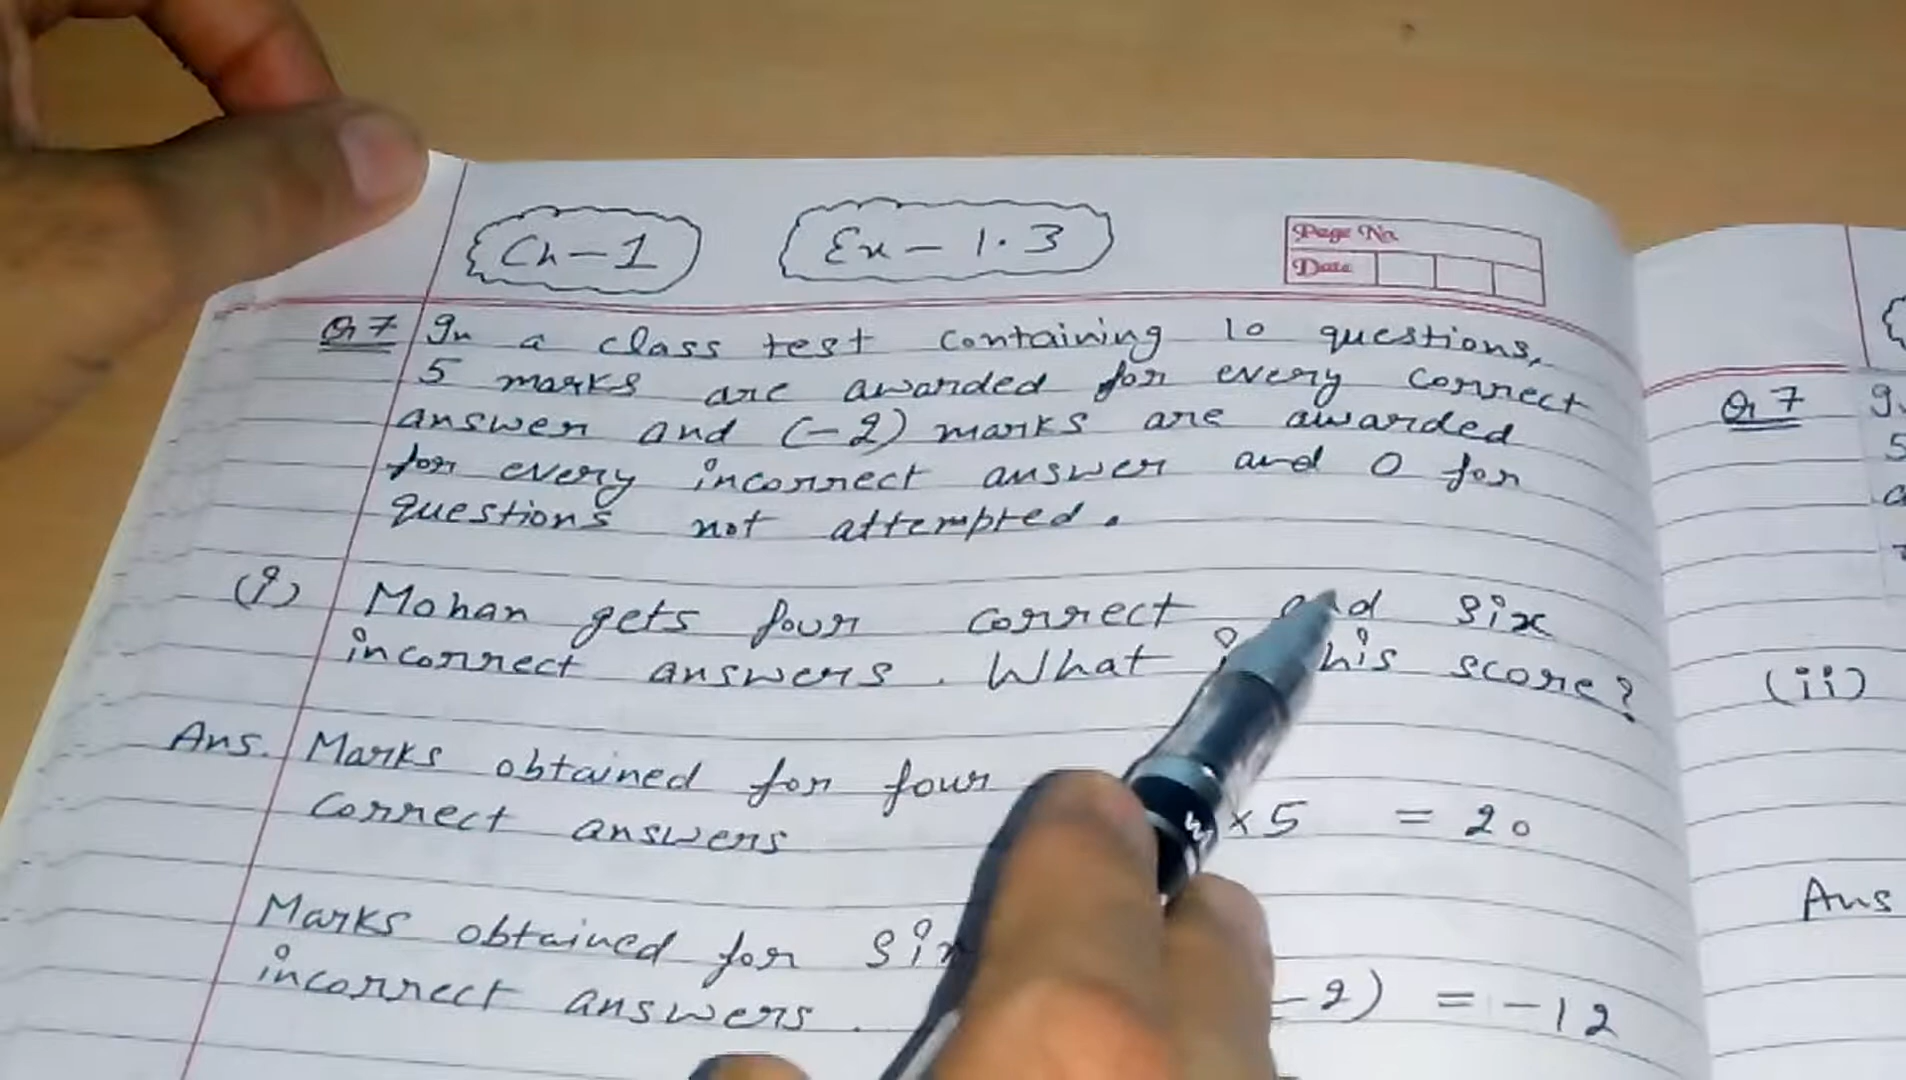 Ch-1 Ex-1.3
Page No.
Date
Q7 In a class test containing 10 questions,
5 marks are awarded for every correct
answer and (-2) marks are awarded
for every incorrect answer and 0 for
questions not attempted.
(i) Mohan gets four correct and six
incorrect answers. What his score?
Ans. Marks obtained for four
correct answers ×5 = 20
Marks obtained for six
incorrect answers. -2) = -12
Q7
5
(ii)
Ans